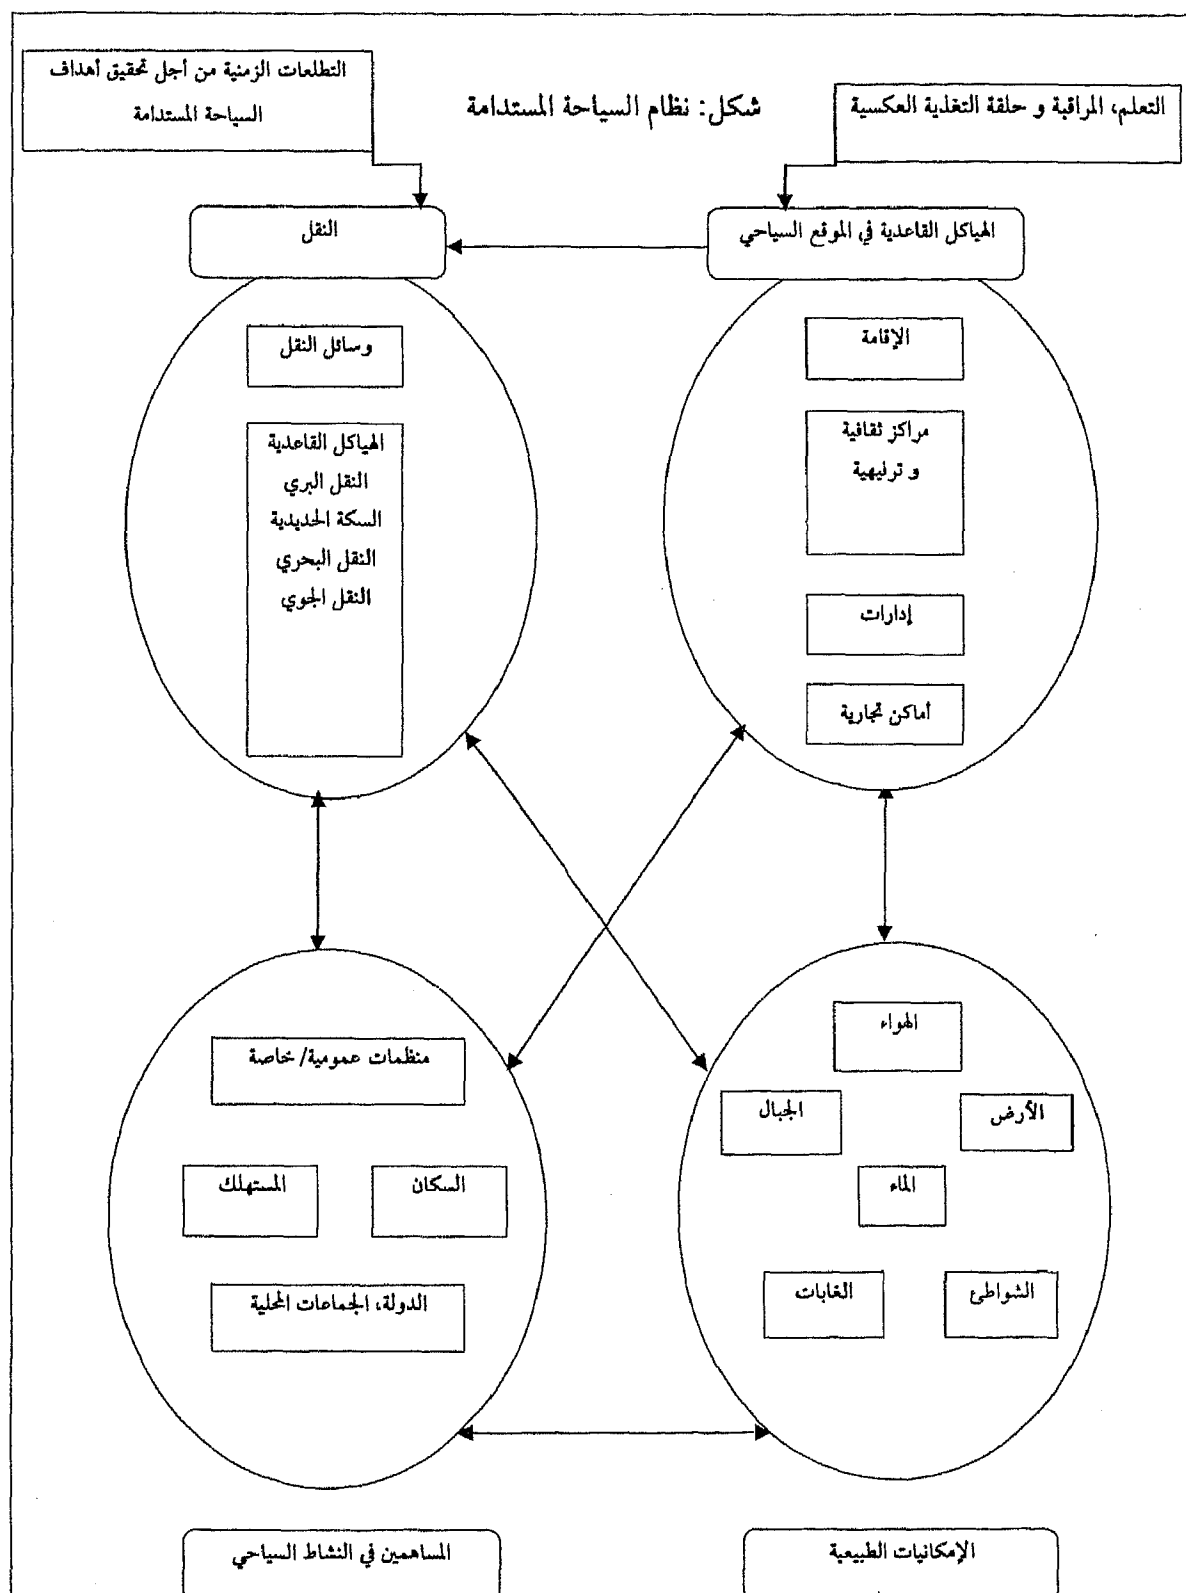 شكل: نظام السياحة المستدامة
التعلم، المراقبة و حلقة التغذية العكسية
التطلعات الزمنية من أجل تحقيق أهداف
السياحة المستدامة
الهياكل القاعدية في الموقع السياحي
النقل
الإقامة
مراكز ثقافية
و ترفيهية
إدارات
أماكن تجارية
وسائل النقل
الهياكل القاعدية
النقل البري
السكة الحديدية
النقل البحري
النقل الجوي
الهواء
الأرض
الجبال
الماء
الشواطئ
الغابات
منظمات عمومية/ خاصة
السكان
المستهلك
الدولة، الجماعات المحلية
الإمكانيات الطبيعية
المساهمين في النشاط السياحي